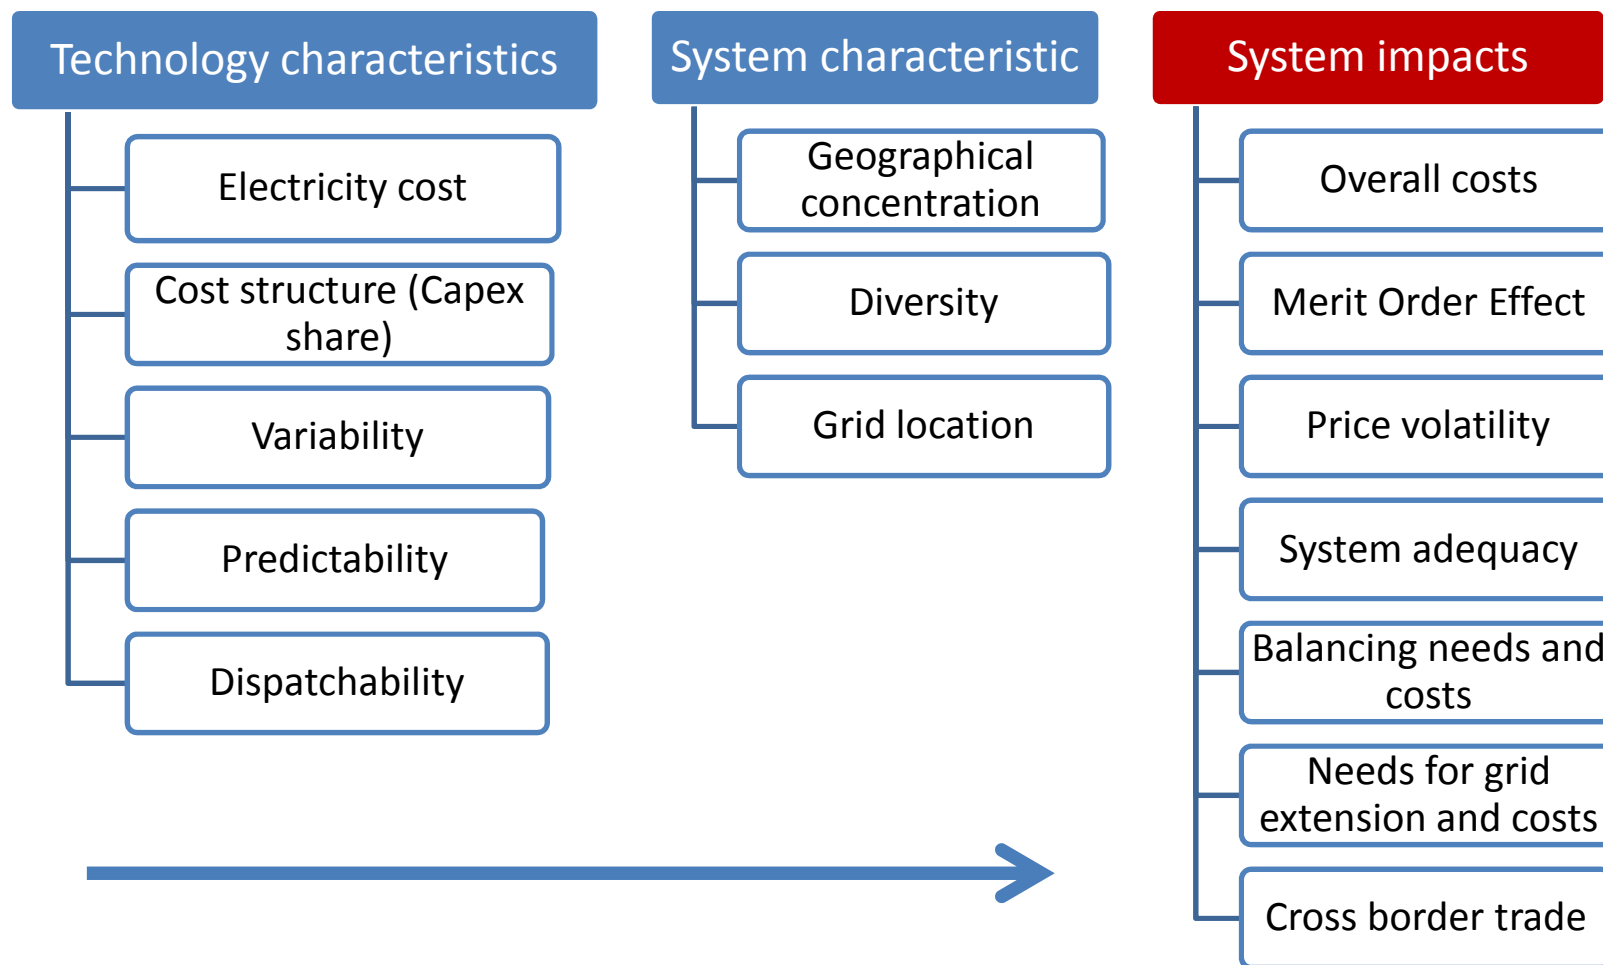 Technology characteristics
Electricity cost
Cost structure (Capex
share)
Variability
Predictability
Dispatchability
System characteristic
Geographical
concentration
Diversity
Grid location
System impacts
Overall costs
Merit Order Effect
Price volatility
System adequacy
Balancing needs and
costs
Needs for grid
extension and costs
Cross border trade